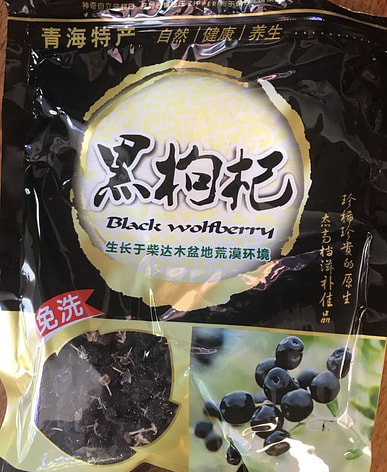 青海特产 自然 | 健康 | 养生
黑枸杞
Black wolfberry
生长于柴达木盆地荒漠环境
珍稀珍贵的原生
态高档滋补佳品
免洗